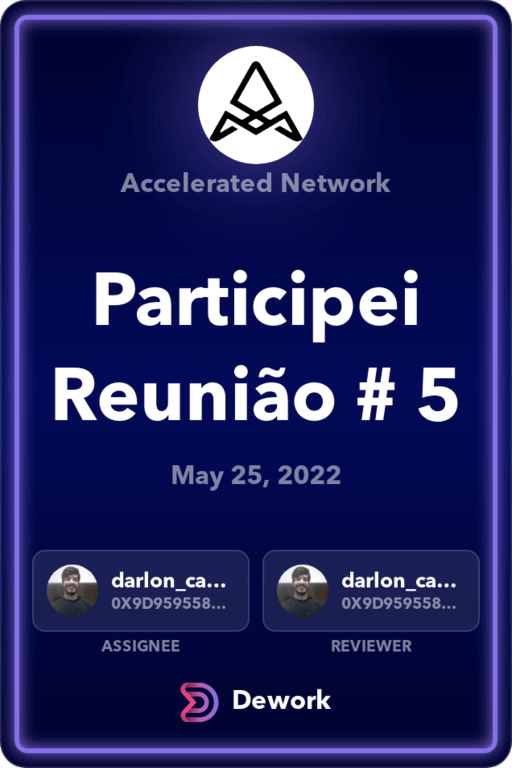 Accelerated Network
Participei
Reunião # 5
May 25, 2022
darlon_ca...
0X9D959558...
ASSIGNEE
darlon_ca...
0X9D959558...
REVIEWER
Dework